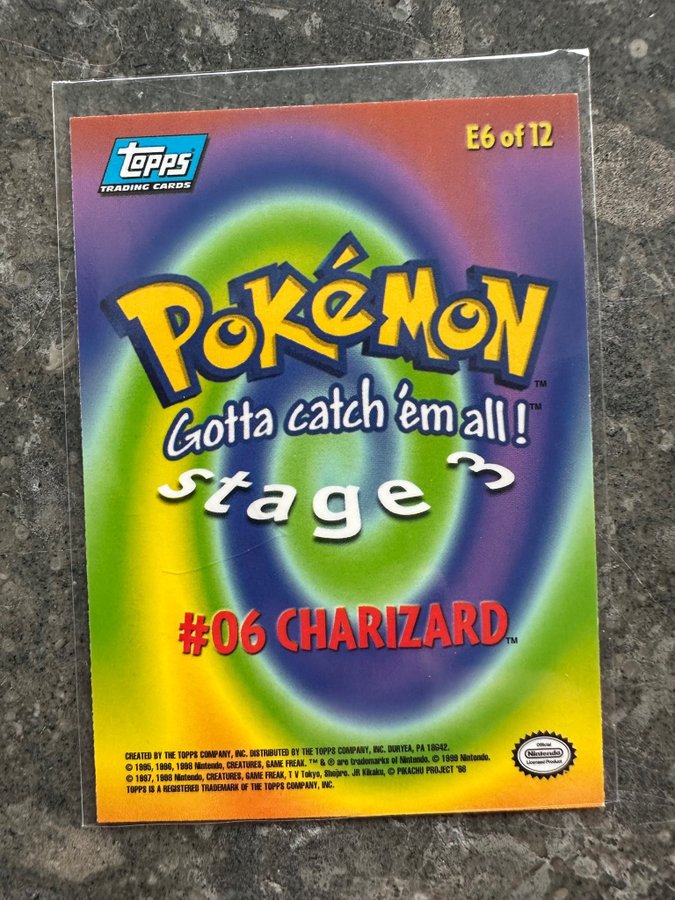 topps®
TRADING CARDS
E6 of 12
POKéMON™
Gotta catch 'em all!™
stage 3
#06 CHARIZARD™
CREATED BY THE TOPPS COMPANY, INC. DISTRIBUTED BY THE TOPPS COMPANY, INC. DURYEA, PA 18642.
© 1995, 1996, 1998 Nintendo, CREATURES, GAME FREAK. ™ & ® are trademarks of Nintendo. © 1999 Nintendo.
© 1997, 1998 Nintendo, CREATURES, GAME FREAK, T V Tokyo, Shopro. JR Kikaku, © PIKACHU PROJECT '98
TOPPS IS A REGISTERED TRADEMARK OF THE TOPPS COMPANY, INC.
Official
Nintendo
Licensed Product